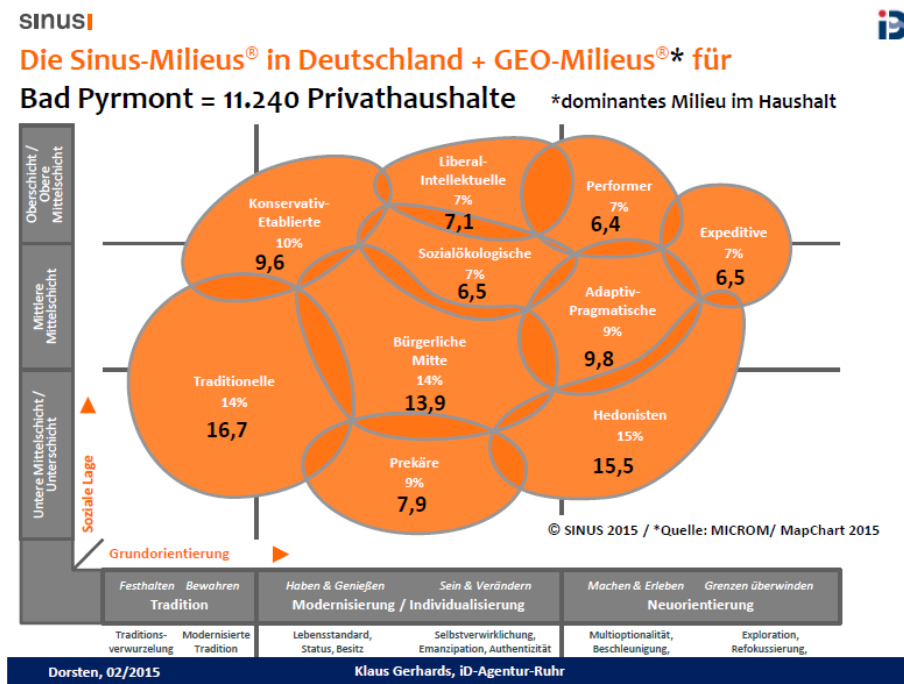 sınusı
iD
Die Sinus-Milieus® in Deutschland + GEO-Milieus®* für
Bad Pyrmont = 11.240 Privathaushalte *dominantes Milieu im Haushalt
Oberschicht /
Obere
Mittelschicht
Mittlere
Mittelschicht
Untere Mittelschicht /
Unterschicht
Soziale Lage
Konservativ-
Etablierte
10%
9,6
Liberal-
Intellektuelle
7%
7,1
Performer
7%
6,4
Expeditive
7%
6,5
Sozialökologische
7%
6,5
Adaptiv-
Pragmatische
9%
9,8
Traditionelle
14%
16,7
Bürgerliche
Mitte
14%
13,9
Hedonisten
15%
15,5
Prekäre
9%
7,9
© SINUS 2015 / *Quelle: MICROM/ MapChart 2015
Grundorientierung
Festhalten Bewahren
Tradition
Haben & Genießen Sein & Verändern
Modernisierung / Individualisierung
Machen & Erleben Grenzen überwinden
Neuorientierung
Traditions-
verwurzelung
Modernisierte
Tradition
Lebensstandard,
Status, Besitz
Selbstverwirklichung,
Emanzipation, Authentizität
Multioptionalität,
Beschleunigung,
Exploration,
Refokussierung,
Dorsten, 02/2015 Klaus Gerhards, iD-Agentur-Ruhr